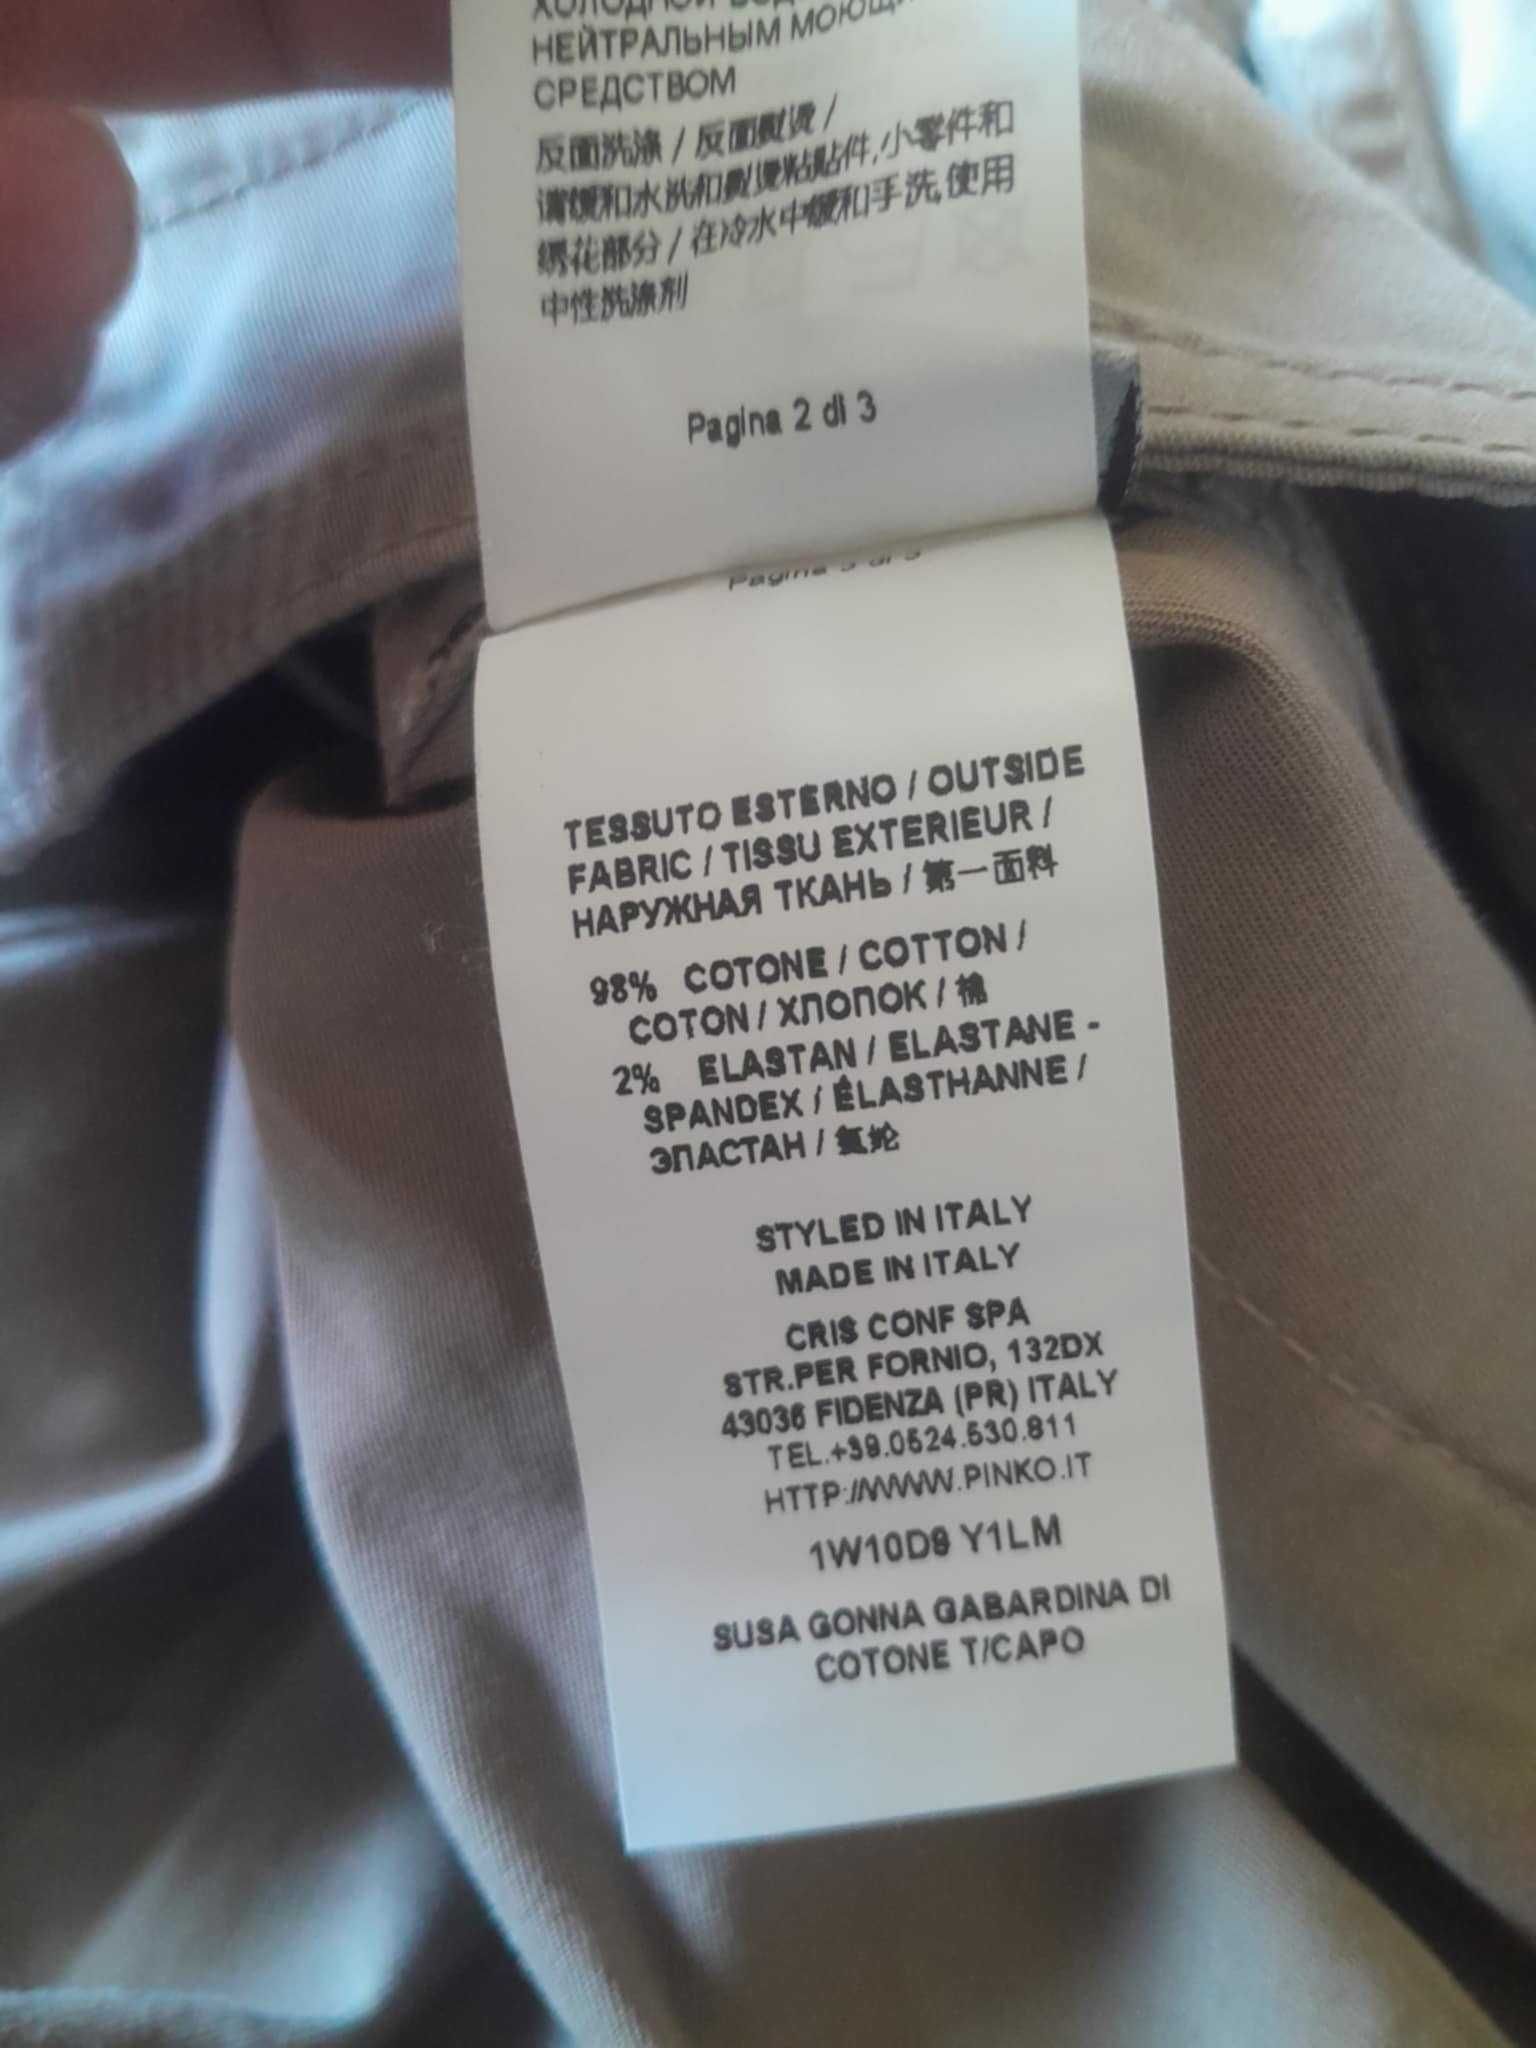 ХОЛОДНОЙ
НЕЙТРАЛЬНЫМ
СРЕДСТВОМ
反面洗涤 / 反面熨烫 /
请缓和水洗和熨烫粘贴件,小零件和
绣花部分 / 在冷水中缓和手洗,使用
中性洗涤剂
Pagina 2 di 3
Pagina 3 di 3
TESSUTO ESTERNO / OUTSIDE
FABRIC / TISSU EXTERIEUR /
НАРУЖНАЯ ТКАНЬ / 第一面料
98% COTONE / COTTON /
COTON / ХЛОПОК / 棉
2% ELASTAN / ELASTANE -
SPANDEX / ÉLASTHANNE /
ЭЛАСТАН / 氨纶
STYLED IN ITALY
MADE IN ITALY
CRIS CONF SPA
STR.PER FORNIO, 132DX
43036 FIDENZA (PR) ITALY
TEL.+39.0524.530.811
HTTP://WWW.PINKO.IT
1W10D9 Y1LM
SUSA GONNA GABARDINA DI
COTONE T/CAPO